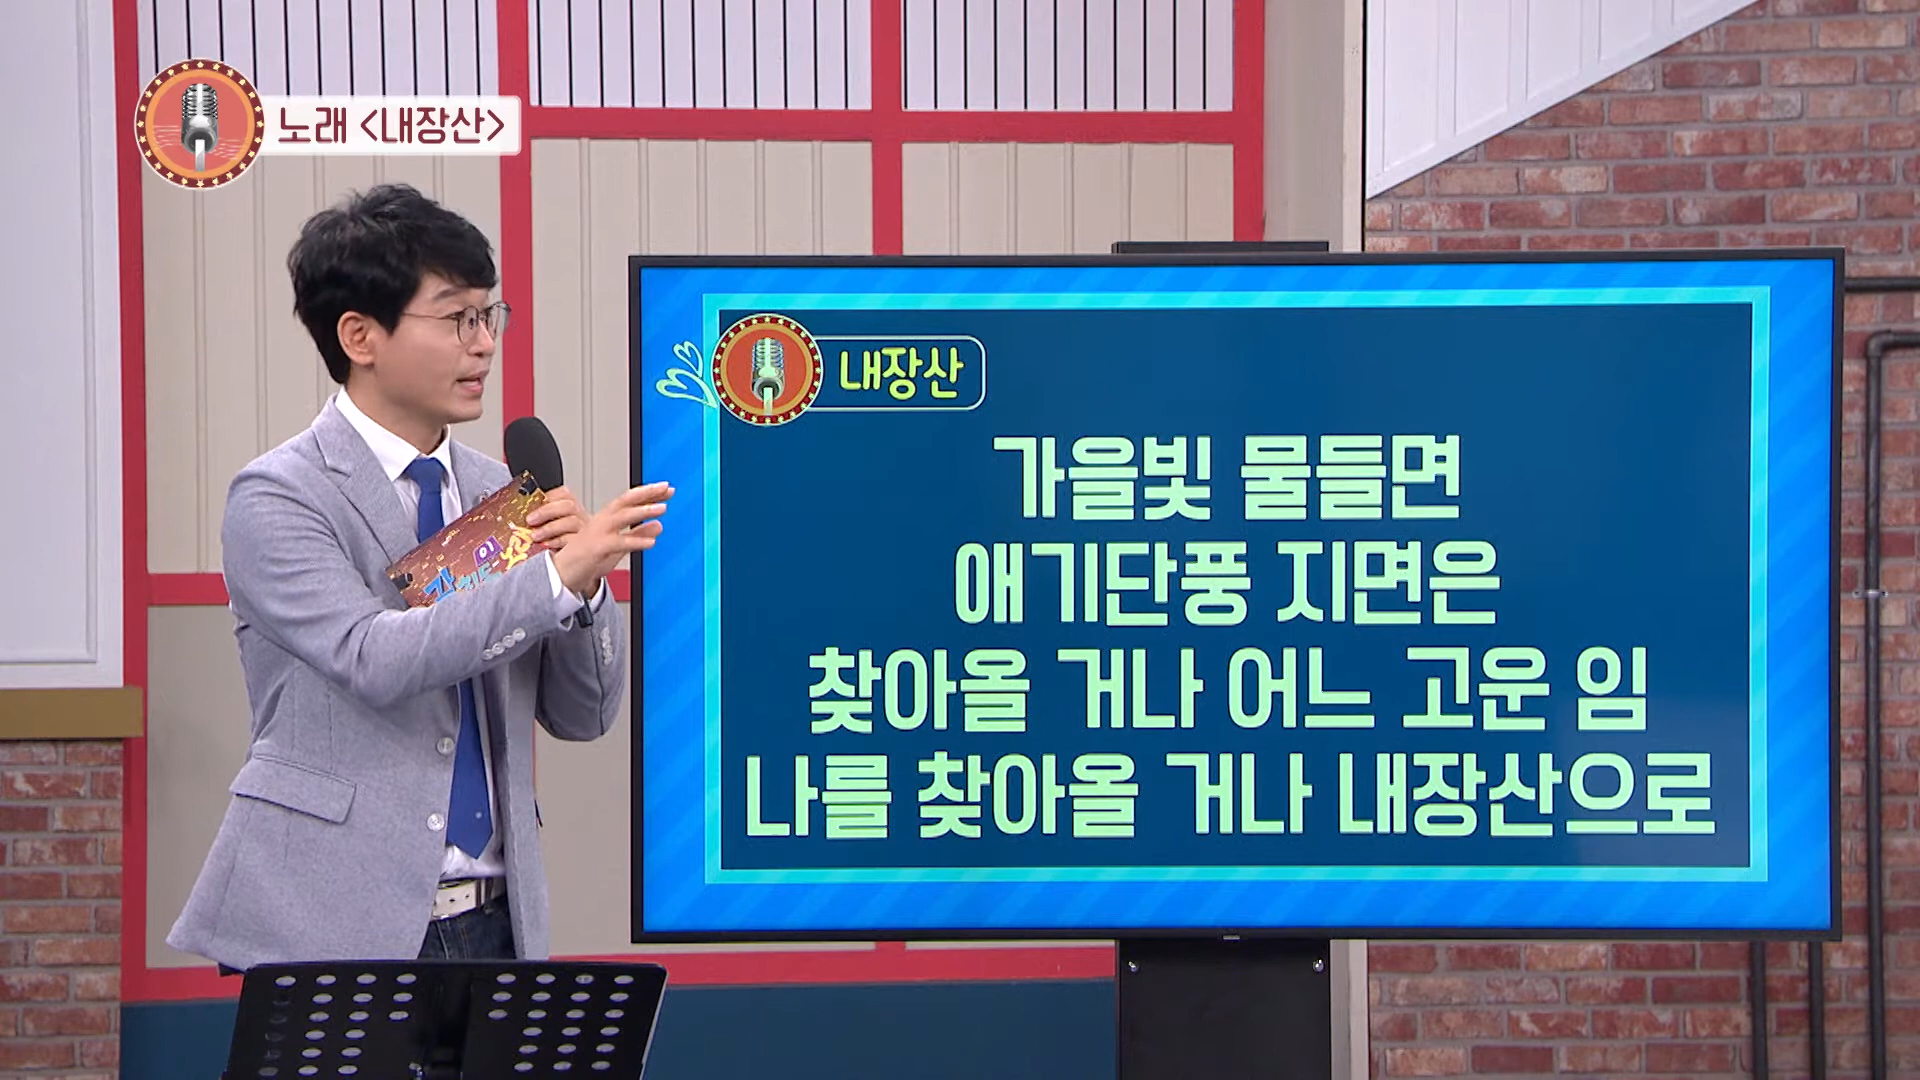 노래 <내장산>
내장산
가을빛 물들면
애기단풍 지면은
찾아올 거나 어느 고운 임
나를 찾아올 거나 내장산으로